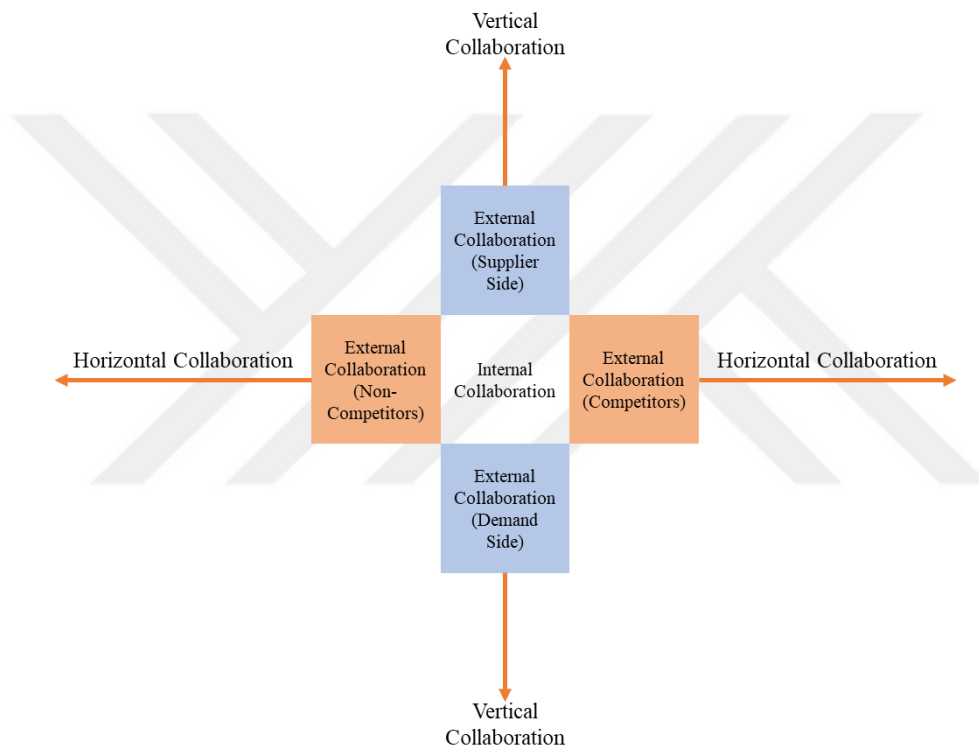 Vertical
Collaboration
External
Collaboration
(Supplier
Side)
Horizontal Collaboration
External
Collaboration
(Non-
Competitors)
Internal
Collaboration
External
Collaboration
(Competitors)
Horizontal Collaboration
External
Collaboration
(Demand
Side)
Vertical
Collaboration